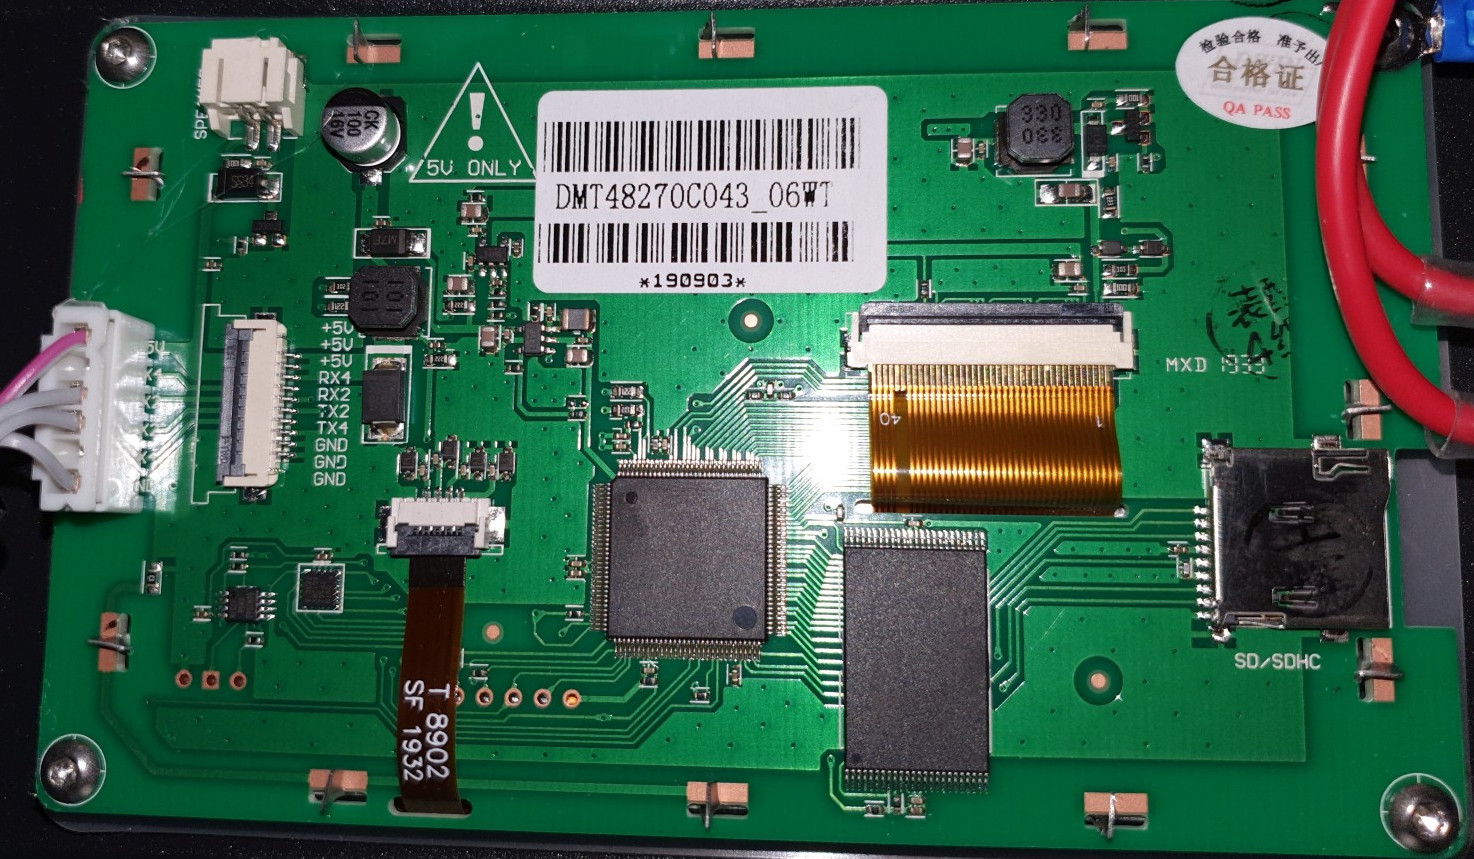 检验合格 准予出
合格证
QA PASS
CK
100
16V
5V ONLY
DMT48270C043_06WT
*190903*
330
330
M7F
101
101
+5V
+5V
+5V
RX4
RX2
TX2
TX4
GND
GND
GND
MXD 1933
40
1
SD/SDHC
T 8902
SF 1932